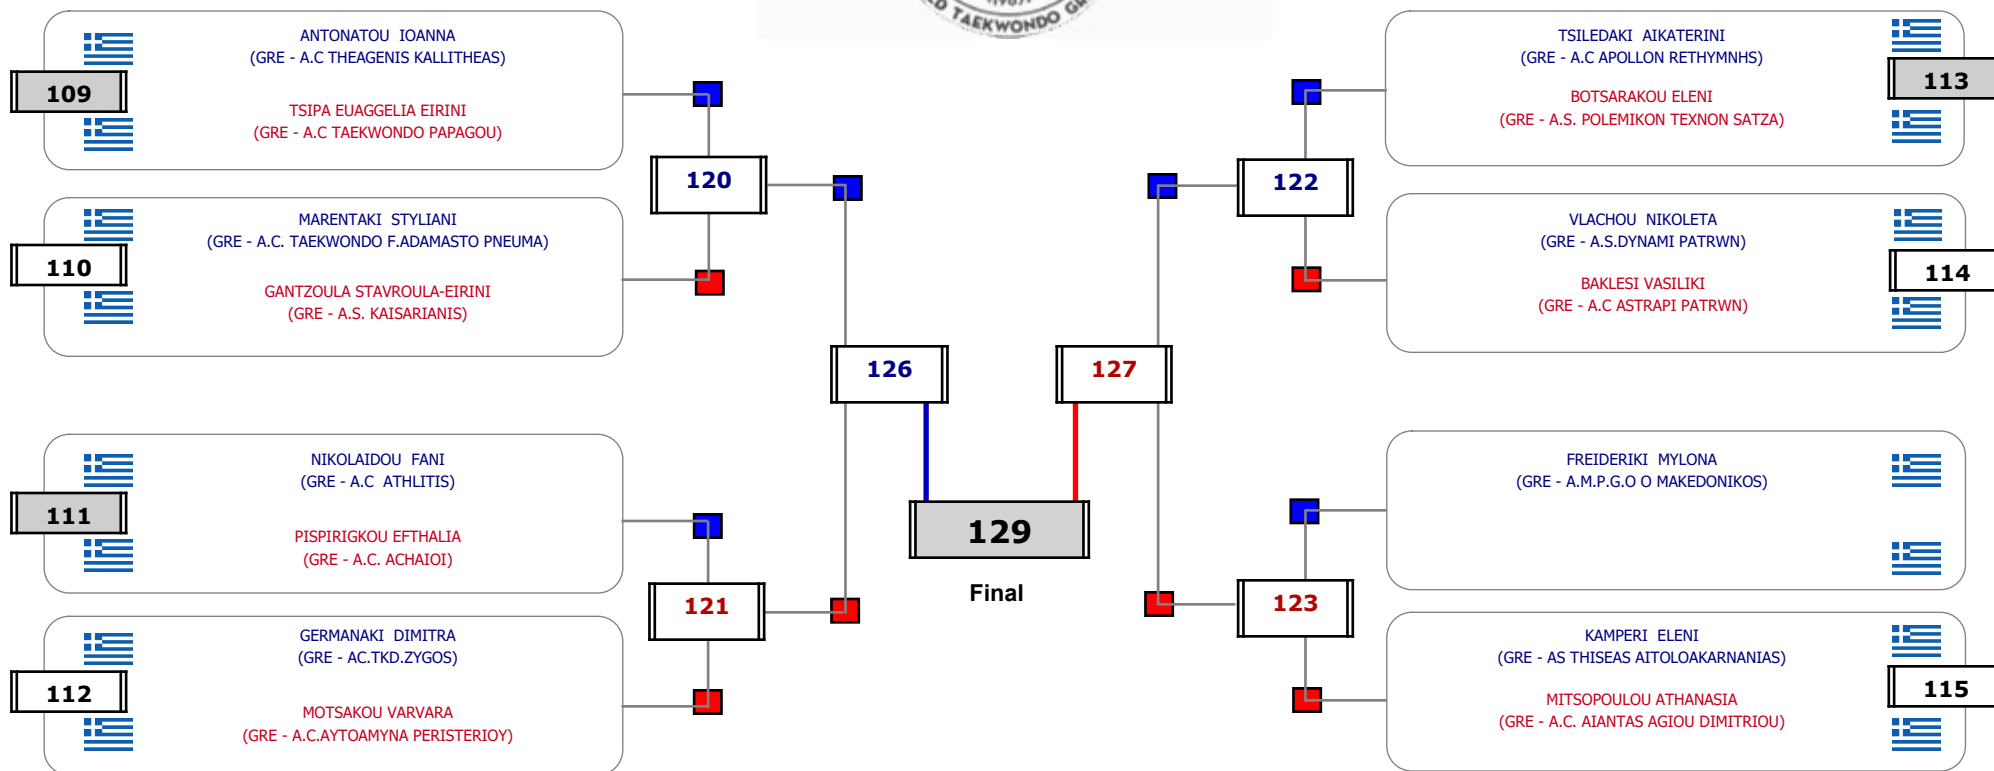 TAEKWONDO
ANTONATOU IOANNA
(GRE - A.C THEAGENIS KALLITHEAS)
109
TSIPA EUAGGELIA EIRINI
(GRE - A.C TAEKWONDO PAPAGOU)
120
MARENTAKI STYLIANI
(GRE - A.C. TAEKWONDO F.ADAMASTO PNEUMA)
110
GANTZOULA STAVROULA-EIRINI
(GRE - A.S. KAISARIANIS)
126
NIKOLAIDOU FANI
(GRE - A.C ATHLITIS)
111
PISPIRIGKOU EFTHALIA
(GRE - A.C. ACHAIOI)
121
GERMANAKI DIMITRA
(GRE - AC.TKD.ZYGOS)
112
MOTSAKOU VARVARA
(GRE - A.C.AYTOAMYNA PERISTERIOY)
129
Final
TSILEDAKI AIKATERINI
(GRE - A.C APOLLON RETHYMNHS)
113
BOTSARAKOU ELENI
(GRE - A.S. POLEMIKON TEXNON SATZA)
122
VLACHOU NIKOLETA
(GRE - A.S.DYNAMI PATRWN)
114
BAKLESI VASILIKI
(GRE - A.C ASTRAPI PATRWN)
127
FREIDERIKI MYLONA
(GRE - A.M.P.G.O O MAKEDONIKOS)
123
KAMPERI ELENI
(GRE - AS THISEAS AITOLOAKARNANIAS)
115
MITSOPOULOU ATHANASIA
(GRE - A.C. AIANTAS AGIOU DIMITRIOU)